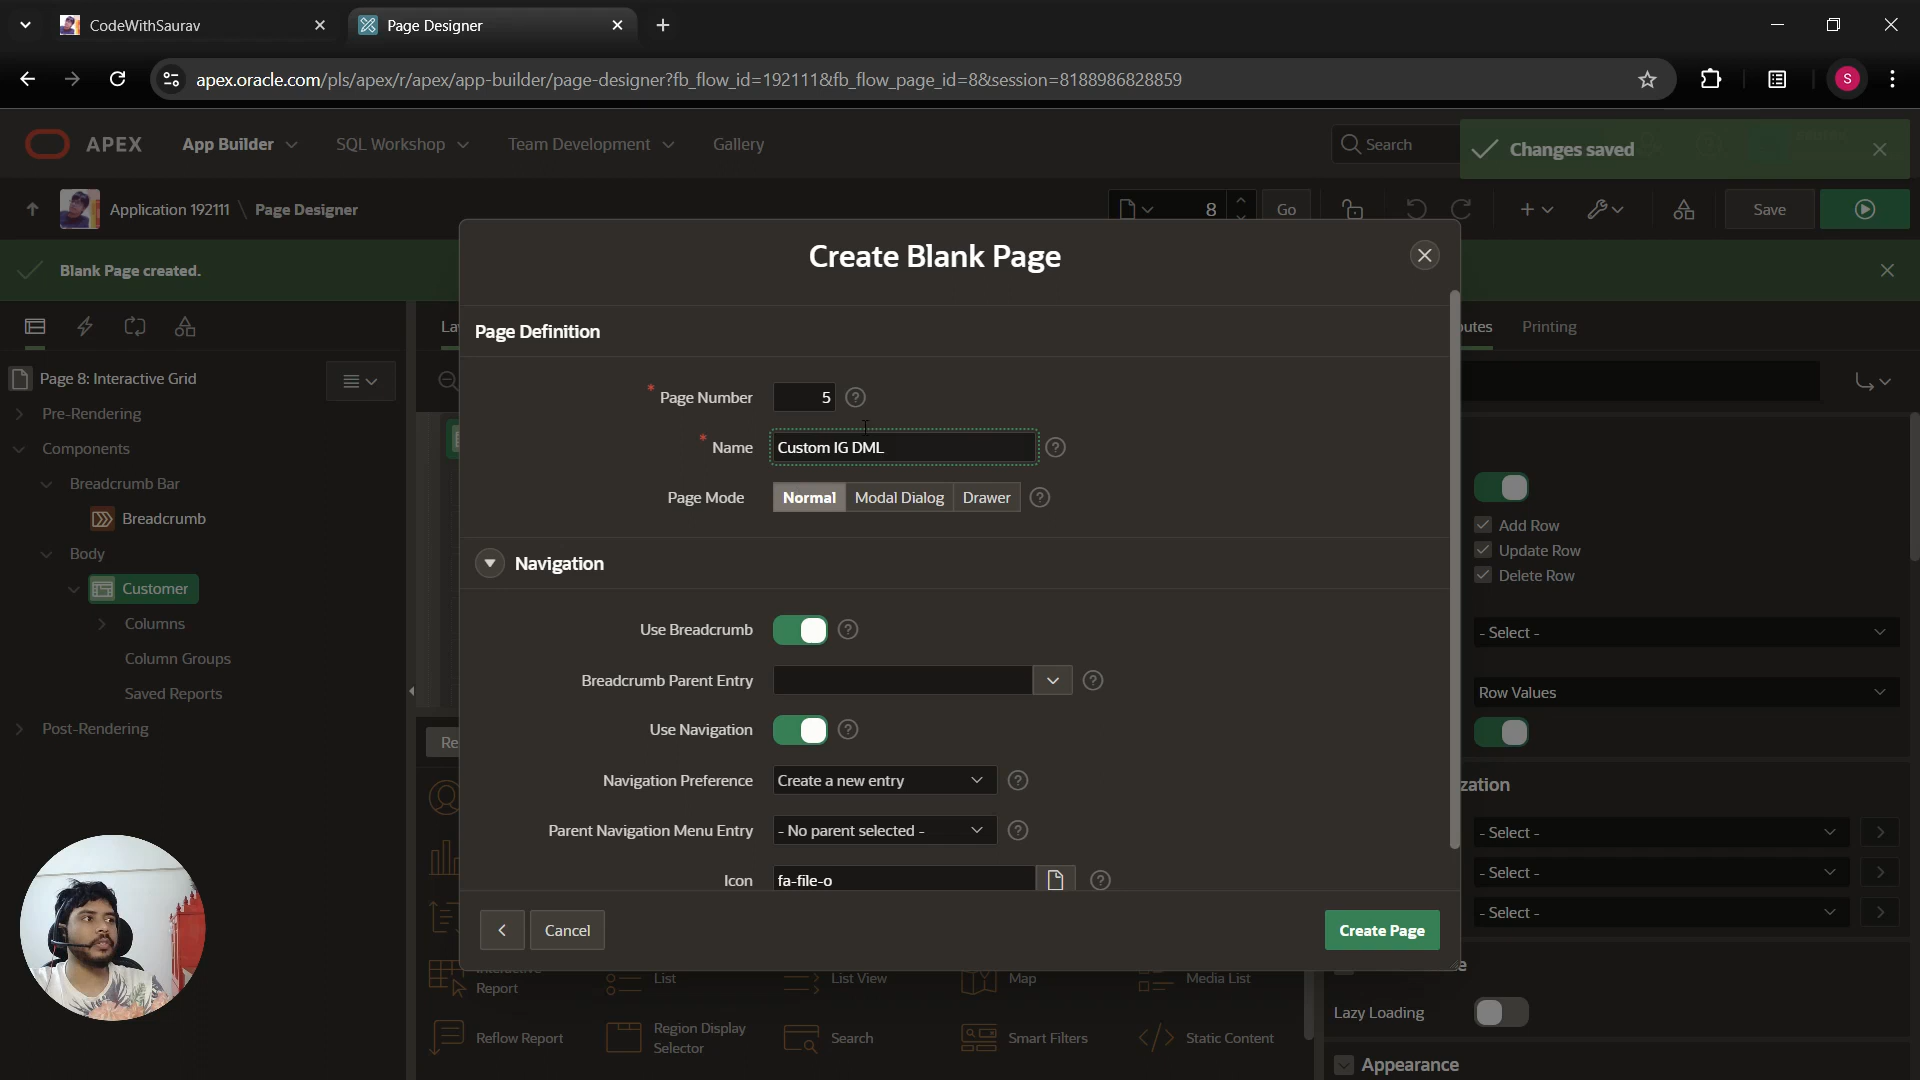 CodeWithSaurav
Page Designer
apex.oracle.com/pls/apex/r/apex/app-builder/page-designer?fb_flow_id=192111&fb_flow_page_id=8&session=8188986828859
S
APEX
App Builder
SQL Workshop
Team Development
Gallery
Search
Changes saved
Application 192111 \ Page Designer
8
Go
Save
Blank Page created.
Create Blank Page
Page Definition
Page Number
5
Name
Custom IG DML
Page Mode
Normal
Modal Dialog
Drawer
Navigation
Use Breadcrumb
Breadcrumb Parent Entry
Use Navigation
Navigation Preference
Create a new entry
Parent Navigation Menu Entry
- No parent selected -
Icon
fa-file-o
Cancel
Create Page
Page 8: Interactive Grid
Pre-Rendering
Components
Breadcrumb Bar
Breadcrumb
Body
Customer
Columns
Column Groups
Saved Reports
Post-Rendering
La
Re
utes
Printing
Add Row
Update Row
Delete Row
- Select -
Row Values
zation
- Select -
- Select -
- Select -
e
Lazy Loading
Appearance
Interactive
Report
List
List View
Map
Media List
Reflow Report
Region Display
Selector
Search
Smart Filters
Static Content